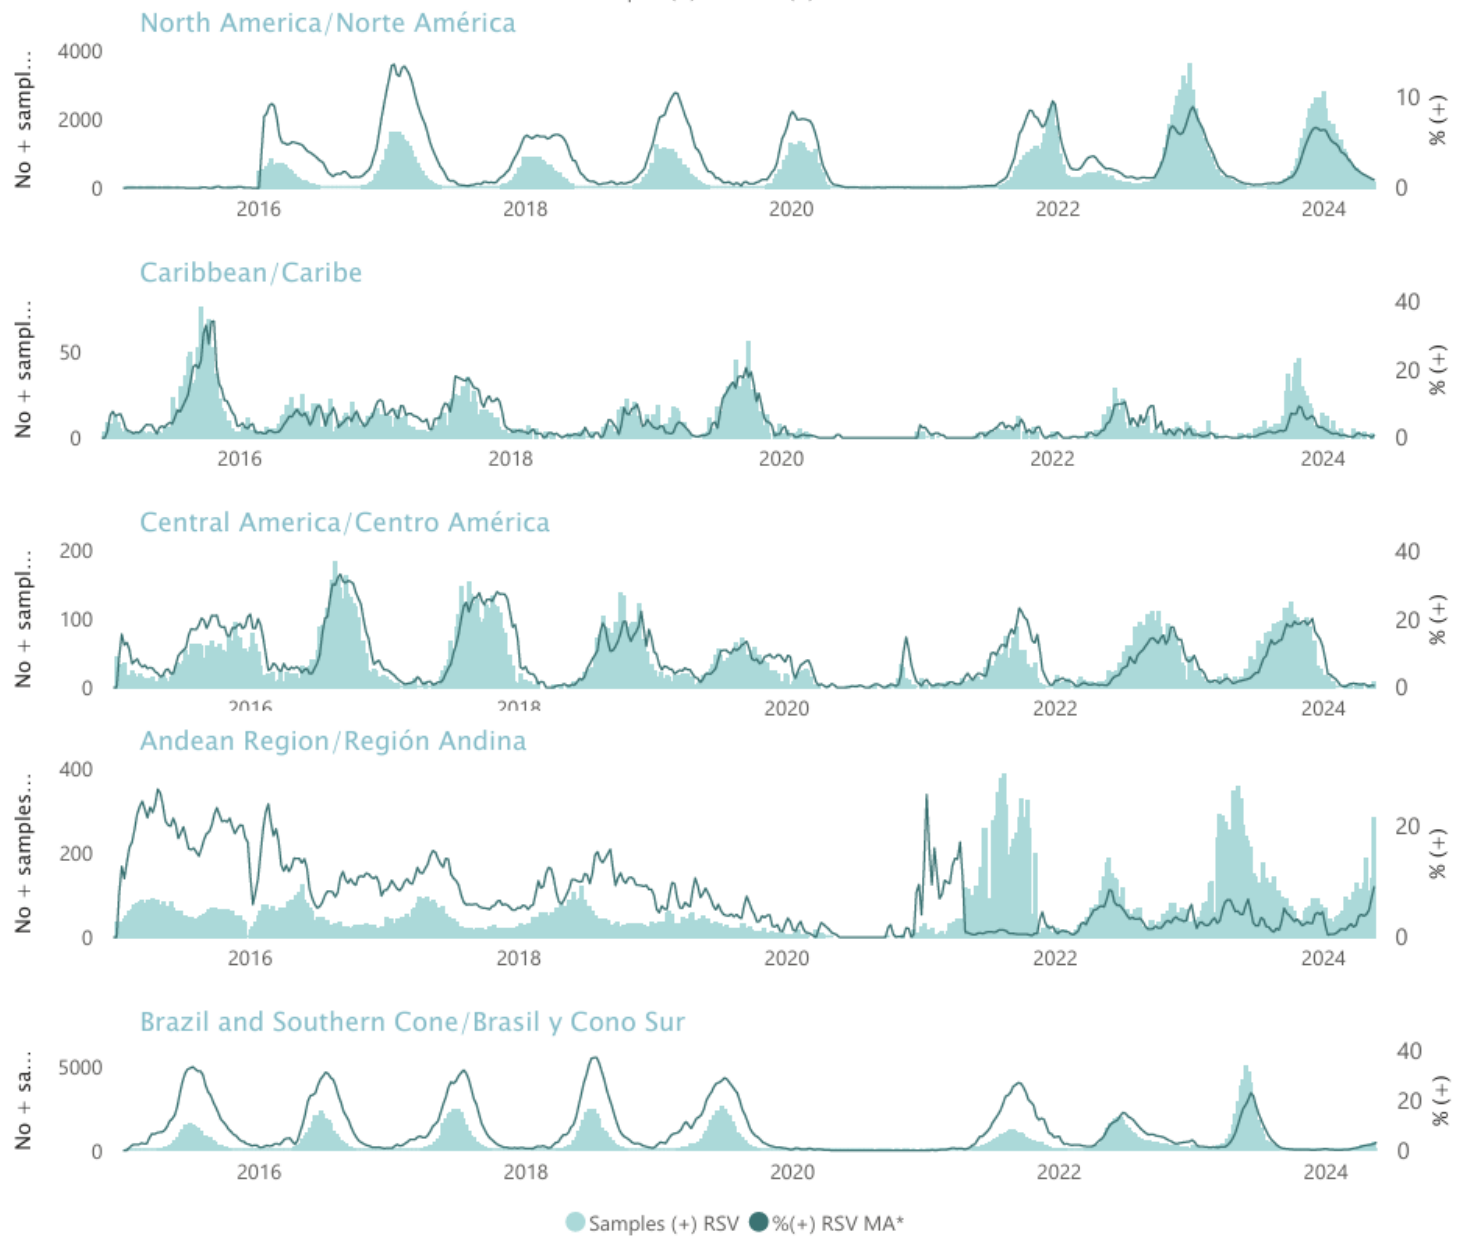 North America/Norte América
No + sampl...
4000
2000
0
10
0
% (+)
2016 2018 2020 2022 2024
Caribbean/Caribe
No + sampl...
50
0
40
20
0
% (+)
2016 2018 2020 2022 2024
Central America/Centro América
No + sampl...
200
100
0
40
20
0
% (+)
2016 2018 2020 2022 2024
Andean Region/Región Andina
No + samples...
400
200
0
20
0
% (+)
2016 2018 2020 2022 2024
Brazil and Southern Cone/Brasil y Cono Sur
No + sa...
5000
0
40
20
0
% (+)
2016 2018 2020 2022 2024
Samples (+) RSV %(+) RSV MA*